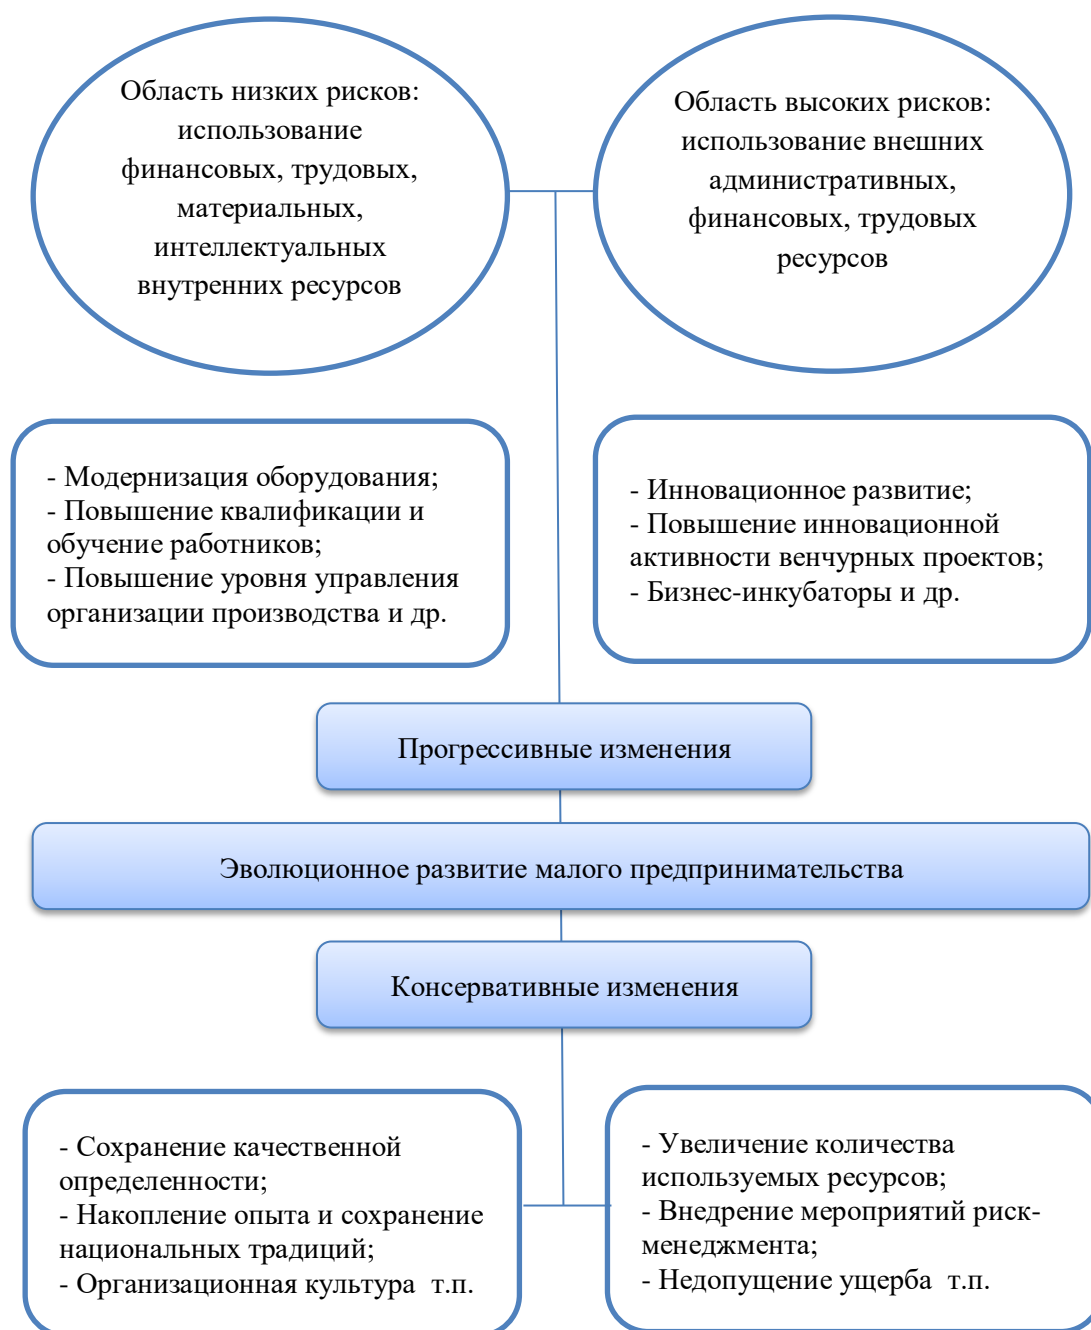 Область низких рисков:
использование
финансовых, трудовых,
материальных,
интеллектуальных
внутренних ресурсов
Область высоких рисков:
использование внешних
административных,
финансовых, трудовых
ресурсов
- Модернизация оборудования;
- Повышение квалификации и
обучение работников;
- Повышение уровня управления
организации производства и др.
- Инновационное развитие;
- Повышение инновационной
активности венчурных проектов;
- Бизнес-инкубаторы и др.
Прогрессивные изменения
Эволюционное развитие малого предпринимательства
Консервативные изменения
- Сохранение качественной
определенности;
- Накопление опыта и сохранение
национальных традиций;
- Организационная культура  т.п.
- Увеличение количества
используемых ресурсов;
- Внедрение мероприятий риск-
менеджмента;
- Недопущение ущерба  т.п.